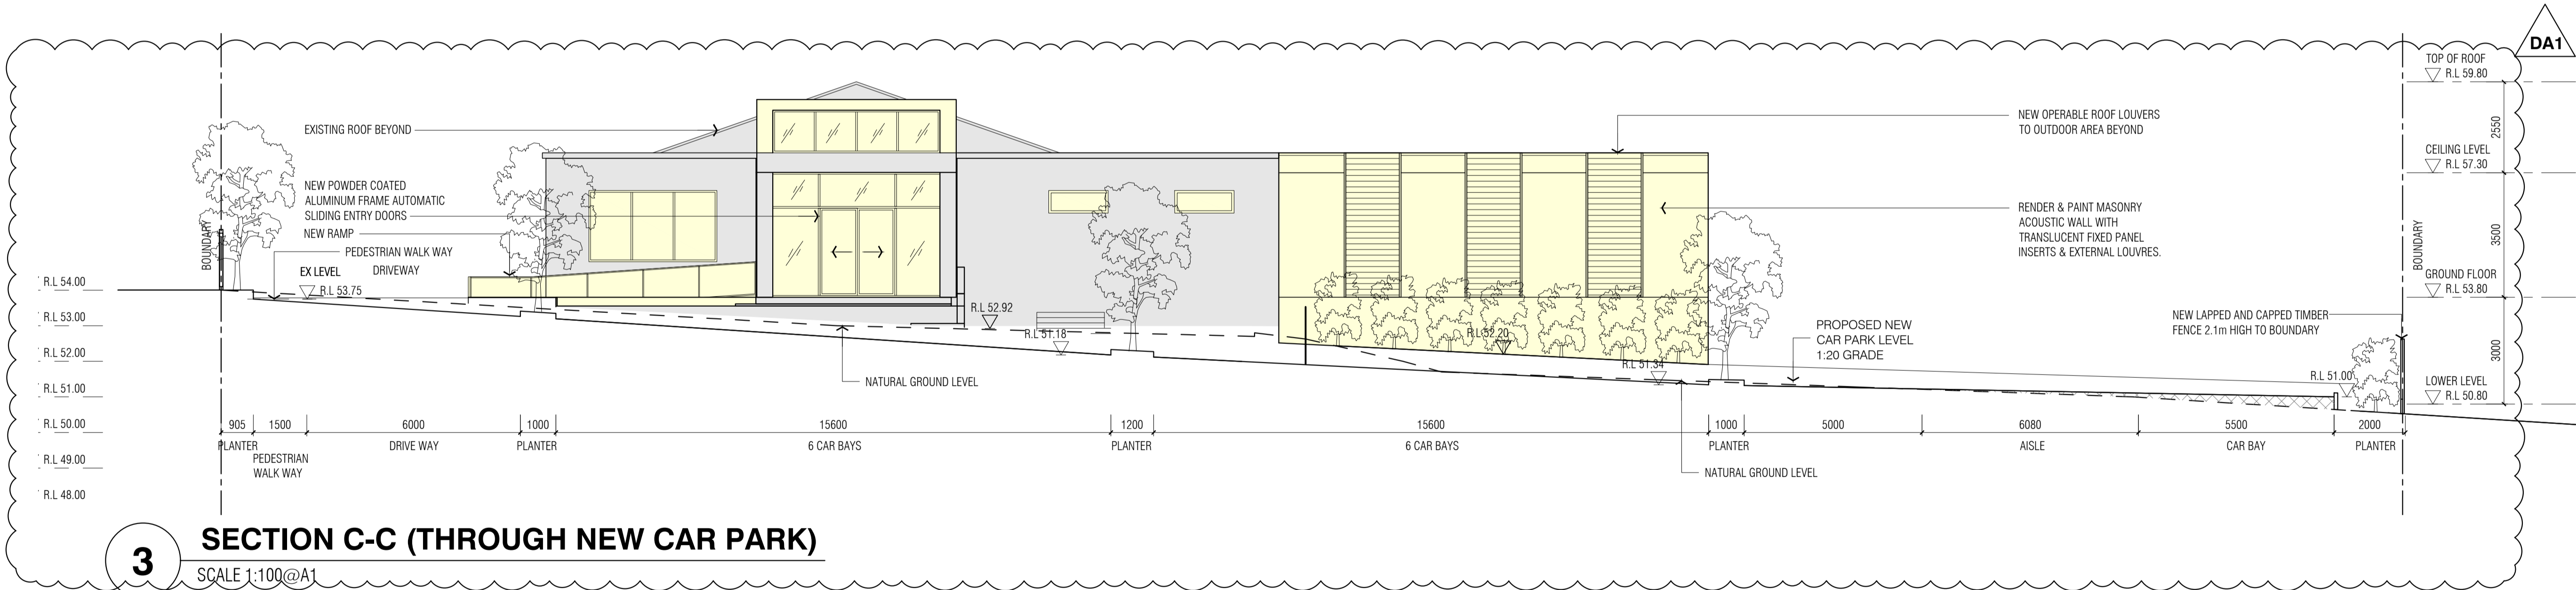 DA1
TOP OF ROOF
R.L 59.80
2550
CEILING LEVEL
R.L 57.30
3500
GROUND FLOOR
R.L 53.80
3000
LOWER LEVEL
R.L 50.80
BOUNDARY
EXISTING ROOF BEYOND
NEW POWDER COATED
ALUMINUM FRAME AUTOMATIC
SLIDING ENTRY DOORS
NEW RAMP
PEDESTRIAN WALK WAY
EX LEVEL
DRIVEWAY
R.L 53.75
R.L 54.00
R.L 53.00
R.L 52.00
R.L 51.00
R.L 50.00
R.L 49.00
R.L 48.00
R.L 52.92
R.L 51.18
NATURAL GROUND LEVEL
R.L 52.20
R.L 51.34
NEW OPERABLE ROOF LOUVERS
TO OUTDOOR AREA BEYOND
RENDER & PAINT MASONRY
ACOUSTIC WALL WITH
TRANSLUCENT FIXED PANEL
INSERTS & EXTERNAL LOUVRES.
PROPOSED NEW
CAR PARK LEVEL
1:20 GRADE
NEW LAPPED AND CAPPED TIMBER
FENCE 2.1m HIGH TO BOUNDARY
BOUNDARY
R.L 51.00
905
1500
6000
1000
15600
1200
15600
1000
5000
6080
5500
2000
PLANTER
PEDESTRIAN
WALK WAY
DRIVE WAY
PLANTER
6 CAR BAYS
PLANTER
6 CAR BAYS
PLANTER
AISLE
CAR BAY
PLANTER
NATURAL GROUND LEVEL
3
SECTION C-C (THROUGH NEW CAR PARK)
SCALE 1:100@A1